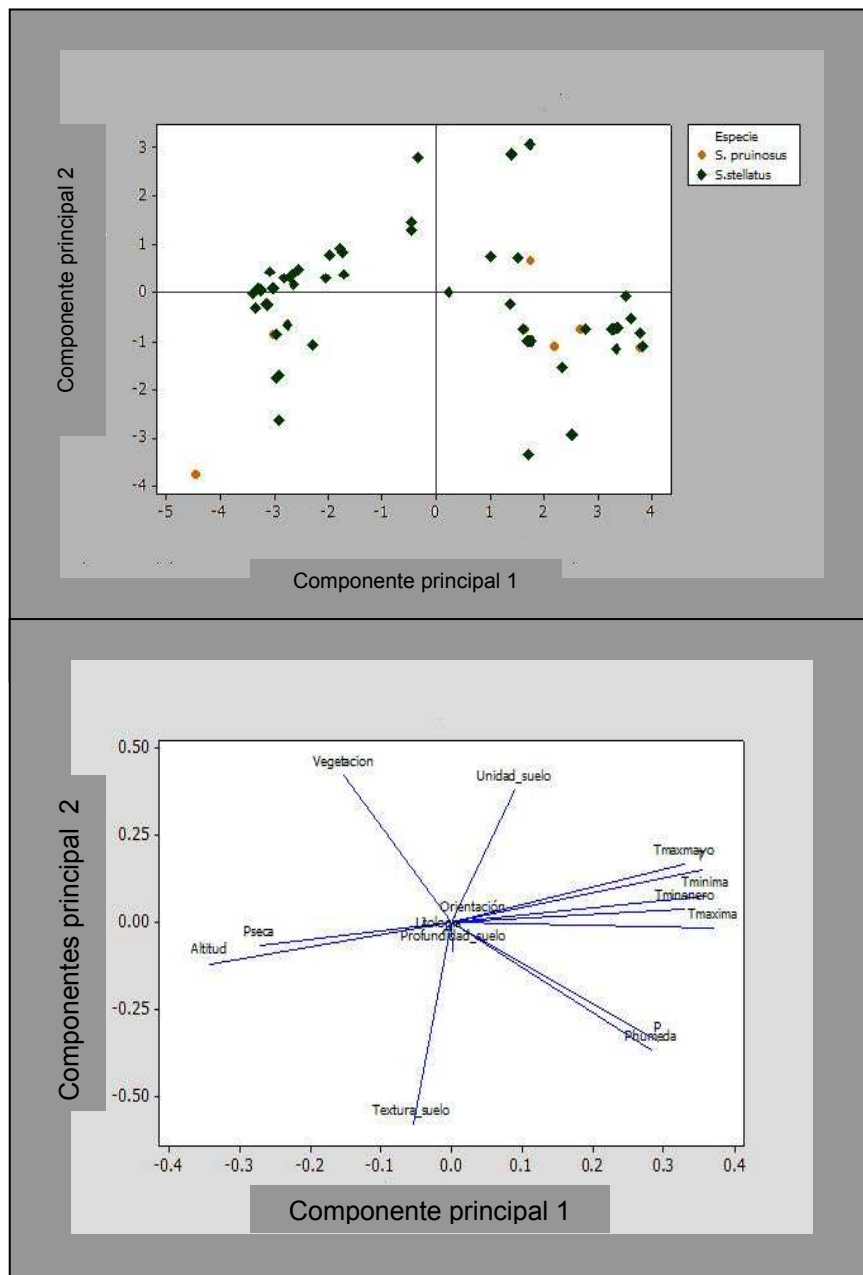 Componente principal 2
3
2
1
0
-1
-2
-3
-4
-5
-4
-3
-2
-1
0
1
2
3
4
Componente principal 1
Especie
S. pruinosus
S.stellatus
Componentes principal 2
0.50
0.25
0.00
-0.25
-0.50
Vegetacion
Unidad_suelo
Tmaxmayo
Tminima
Tminenero
Tmaxima
Orientación
Profundidad_suelo
Pseca
Altitud
P
Phumeda
Textura_suelo
-0.4
-0.3
-0.2
-0.1
0.0
0.1
0.2
0.3
0.4
Componente principal 1